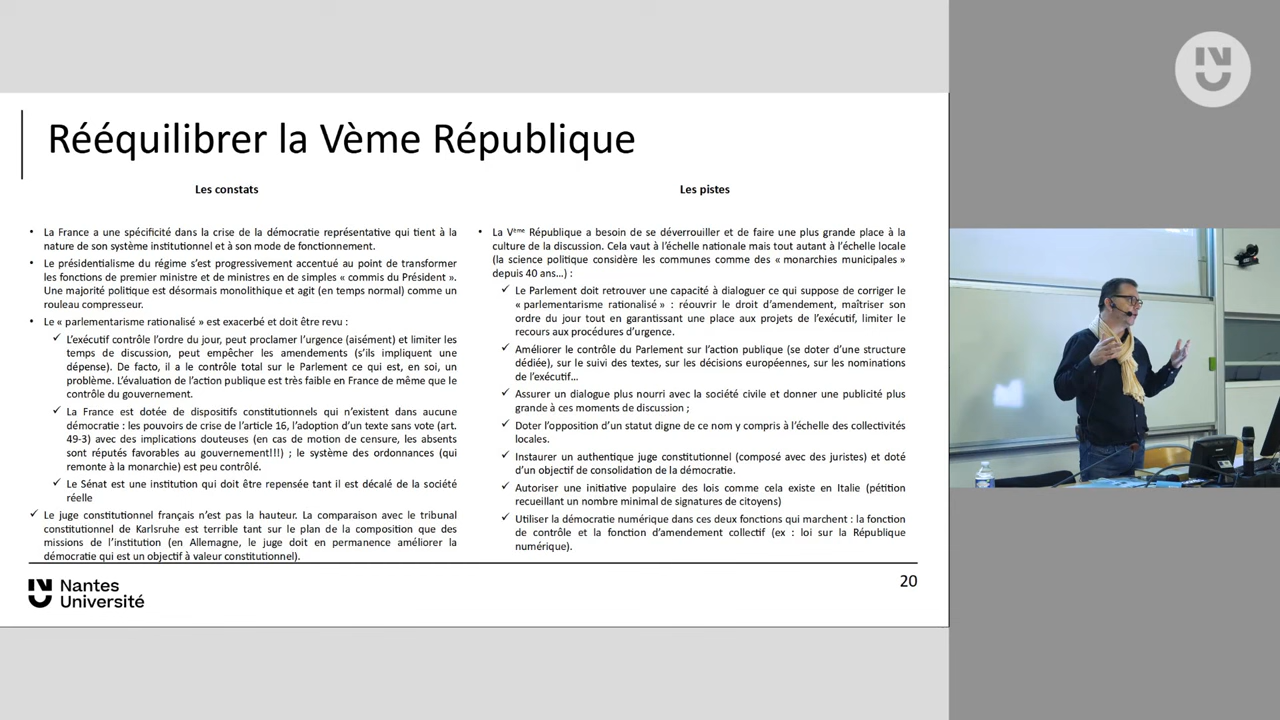 Rééquilibrer la Vème République
Les constats
• La France a une spécificité dans la crise de la démocratie représentative qui tient à la
nature de son système institutionnel et à son mode de fonctionnement.
• Le présidentialisme du régime s’est progressivement accentué au point de transformer
les fonctions de premier ministre et de ministres en de simples « commis du Président ».
Une majorité politique est désormais monolithique et agit (en temps normal) comme un
rouleau compresseur.
• Le « parlementarisme rationalisé » est exacerbé et doit être revu :
✓ L’exécutif contrôle l’ordre du jour, peut proclamer l’urgence (aisément) et limiter les
temps de discussion, peut empêcher les amendements (s’ils impliquent une
dépense). De facto, il a le contrôle total sur le Parlement ce qui est, en soi, un
problème. L’évaluation de l’action publique est très faible en France de même que le
contrôle du gouvernement.
✓ La France est dotée de dispositifs constitutionnels qui n’existent dans aucune
démocratie : les pouvoirs de crise de l’article 16, l’adoption d’un texte sans vote (art.
49-3) avec des implications douteuses (en cas de motion de censure, les absents
sont réputés favorables au gouvernement!!!) ; le système des ordonnances (qui
remonte à la monarchie) est peu contrôlé.
✓ Le Sénat est une institution qui doit être repensée tant il est décalé de la société
réelle
✓ Le juge constitutionnel français n’est pas la hauteur. La comparaison avec le tribunal
constitutionnel de Karlsruhe est terrible tant sur le plan de la composition que des
missions de l’institution (en Allemagne, le juge doit en permanence améliorer la
démocratie qui est un objectif à valeur constitutionnel).
Les pistes
• La Vème République a besoin de se déverrouiller et de faire une plus grande place à la
culture de la discussion. Cela vaut à l’échelle nationale mais tout autant à l’échelle locale
(la science politique considère les communes comme des « monarchies municipales »
depuis 40 ans…) :
✓ Le Parlement doit retrouver une capacité à dialoguer ce qui suppose de corriger le
« parlementarisme rationalisé » : réouvrir le droit d’amendement, maîtriser son
ordre du jour tout en garantissant une place aux projets de l’exécutif, limiter le
recours aux procédures d’urgence.
✓ Améliorer le contrôle du Parlement sur l’action publique (se doter d’une structure
dédiée), sur le suivi des textes, sur les décisions européennes, sur les nominations
de l’exécutif…
✓ Assurer un dialogue plus nourri avec la société civile et donner une publicité plus
grande à ces moments de discussion ;
✓ Doter l’opposition d’un statut digne de ce nom y compris à l’échelle des collectivités
locales.
✓ Instaurer un authentique juge constitutionnel (composé avec des juristes) et doté
d’un objectif de consolidation de la démocratie.
✓ Autoriser une initiative populaire des lois comme cela existe en Italie (pétition
recueillant un nombre minimal de signatures de citoyens)
✓ Utiliser la démocratie numérique dans ces deux fonctions qui marchent : la fonction
de contrôle et la fonction d’amendement collectif (ex : loi sur la République
numérique).
Nantes
Université
20